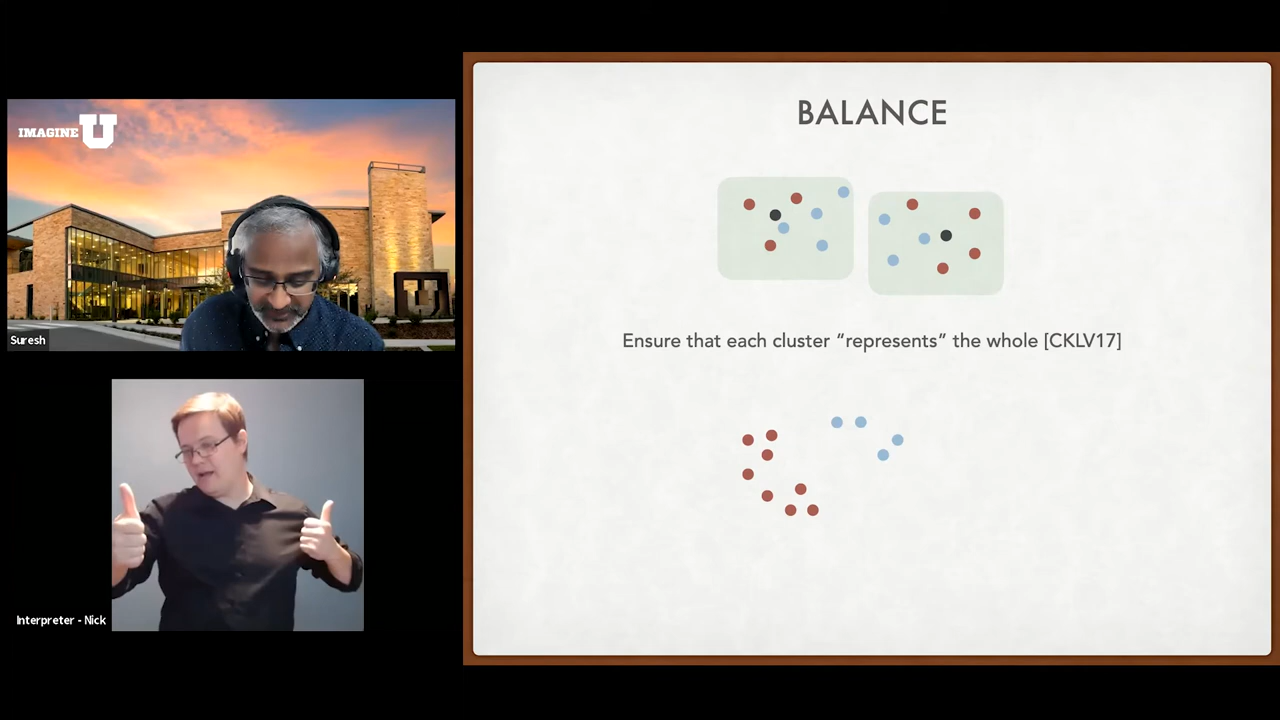 IMAGINE U
Suresh
Interpreter - Nick
BALANCE
Ensure that each cluster “represents” the whole [CKLV17]